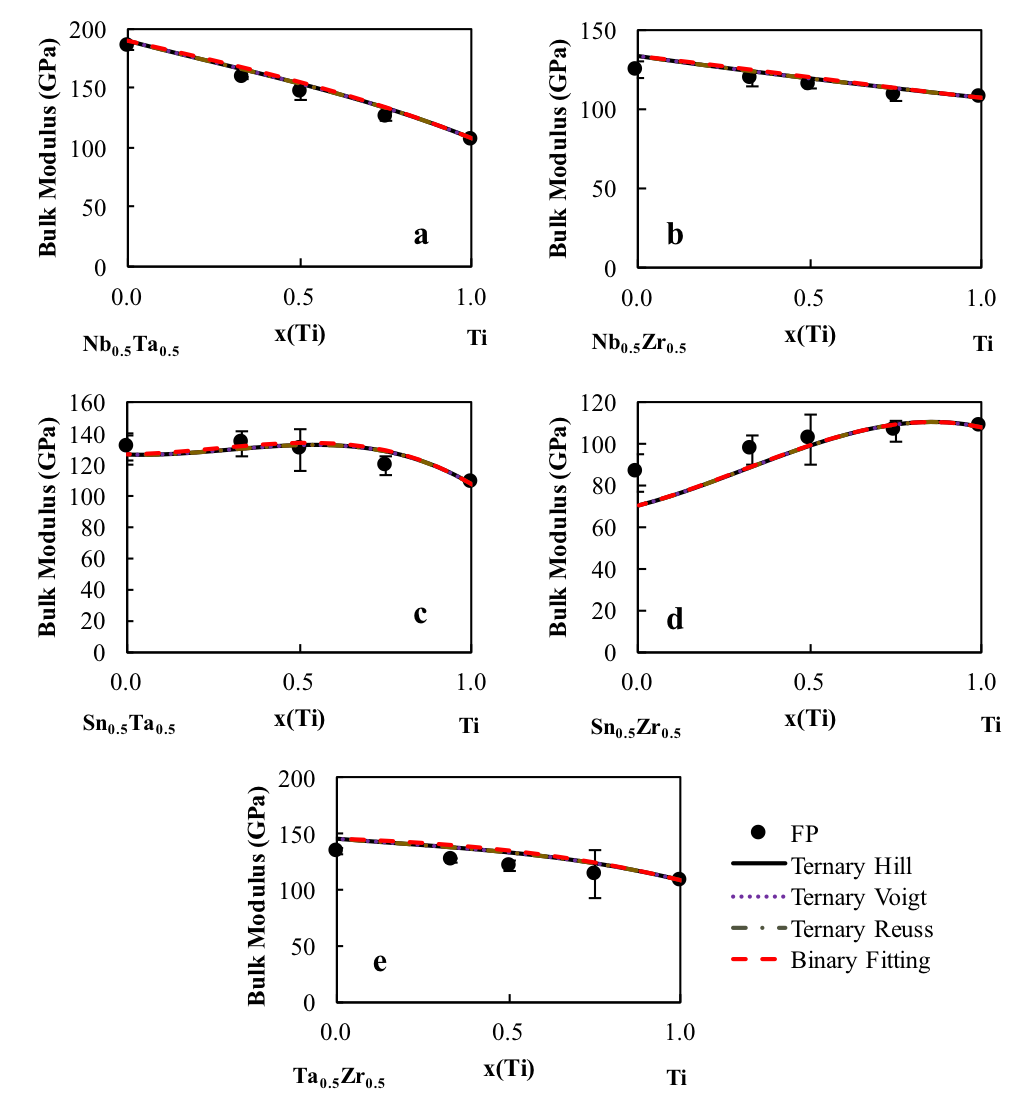 Bulk Modulus (GPa)
200
150
100
50
0
a
0.0 0.5 1.0
x(Ti)
Nb0.5Ta0.5 Ti
Bulk Modulus (GPa)
150
100
50
0
b
0.0 0.5 1.0
x(Ti)
Nb0.5Zr0.5 Ti
Bulk Modulus (GPa)
160
140
120
100
80
60
40
20
0
c
0.0 0.5 1.0
x(Ti)
Sn0.5Ta0.5 Ti
Bulk Modulus (GPa)
120
100
80
60
40
20
0
d
0.0 0.5 1.0
x(Ti)
Sn0.5Zr0.5 Ti
Bulk Modulus (GPa)
200
150
100
50
0
e
0.0 0.5 1.0
x(Ti)
Ta0.5Zr0.5 Ti
FP
Ternary Hill
Ternary Voigt
Ternary Reuss
Binary Fitting